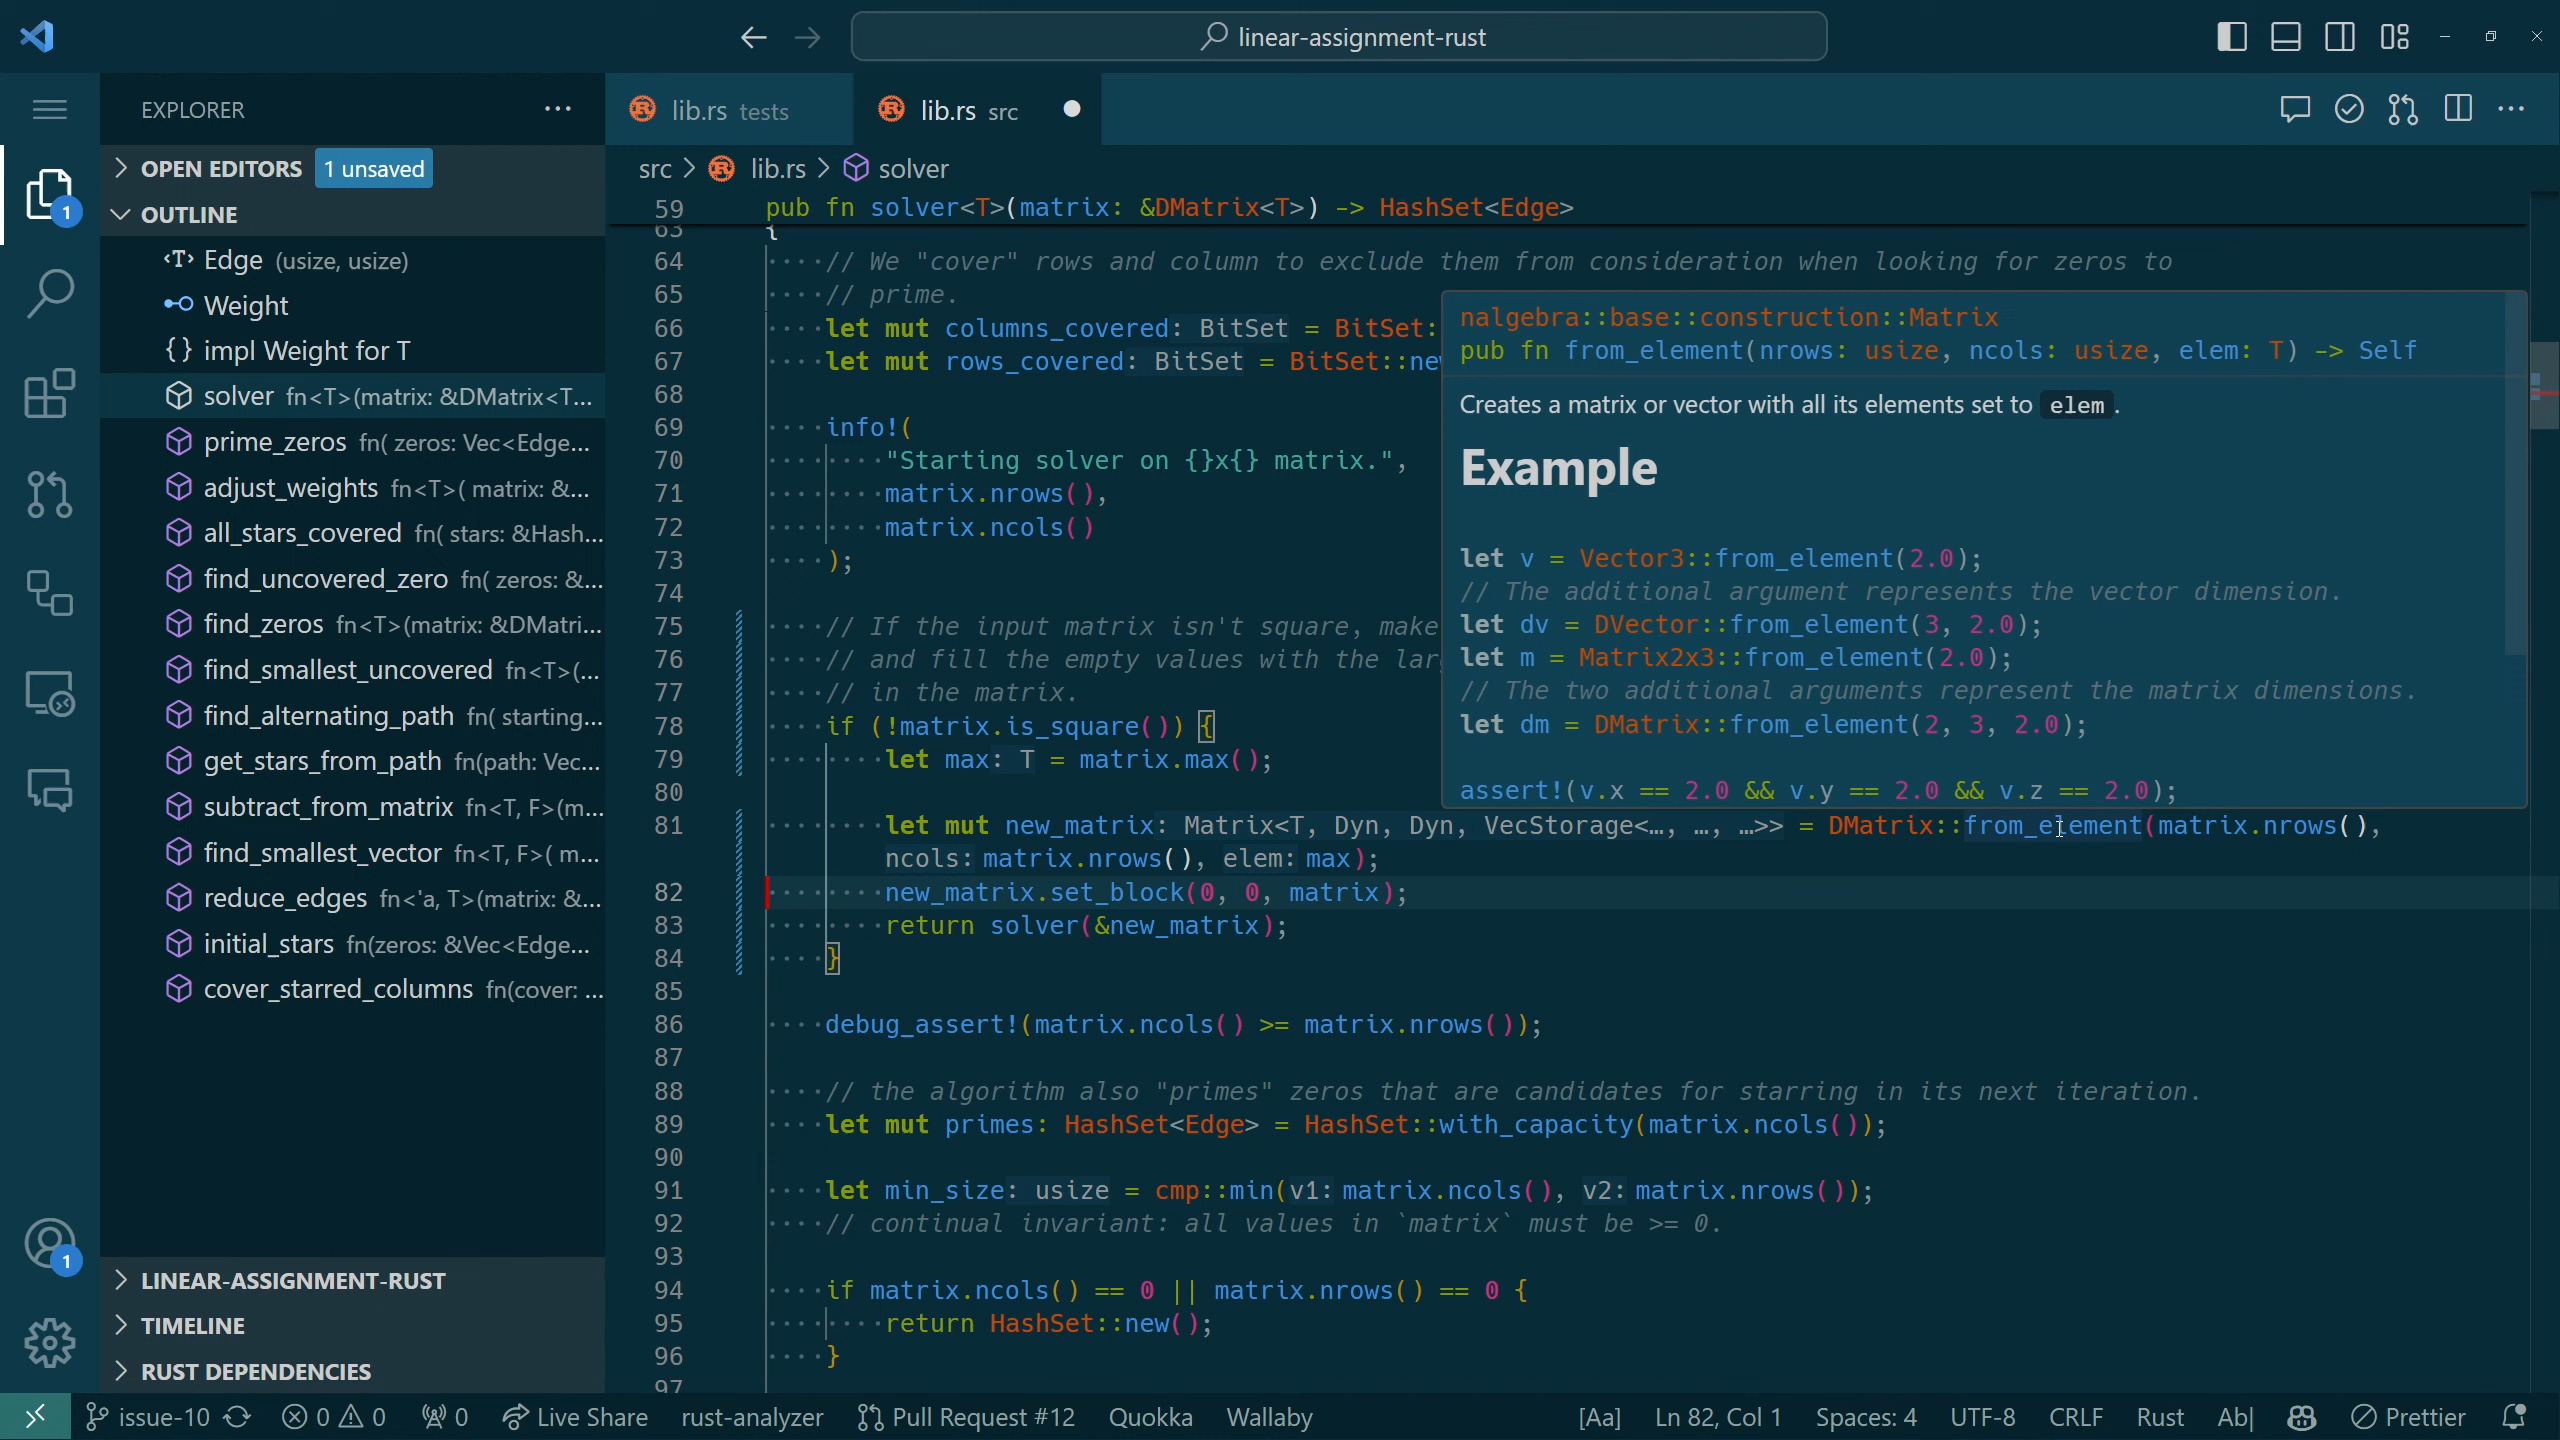 linear-assignment-rust
EXPLORER
OPEN EDITORS 1 unsaved
OUTLINE
Edge (usize, usize)
Weight
impl Weight for T
solver fn<T>(matrix: &DMatrix<T...
prime_zeros fn( zeros: Vec<Edge...
adjust_weights fn<T>( matrix: &...
all_stars_covered fn( stars: &Hash...
find_uncovered_zero fn( zeros: &...
find_zeros fn<T>(matrix: &DMatri...
find_smallest_uncovered fn<T>(...
find_alternating_path fn( starting...
get_stars_from_path fn(path: Vec...
subtract_from_matrix fn<T, F>(m...
find_smallest_vector fn<T, F>( m...
reduce_edges fn<'a, T>(matrix: &...
initial_stars fn(zeros: &Vec<Edge...
cover_starred_columns fn(cover: ...
LINEAR-ASSIGNMENT-RUST
TIMELINE
RUST DEPENDENCIES
1
1
lib.rs tests
lib.rs src
src > lib.rs > solver
59 pub fn solver<T>(matrix: &DMatrix<T>) -> HashSet<Edge>
63 {
64 // We "cover" rows and column to exclude them from consideration when looking for zeros to
65 // prime.
66 let mut columns_covered: BitSet = BitSet:
67 let mut rows_covered: BitSet = BitSet::new
68
69 info!(
70 "Starting solver on {}x{} matrix.",
71 matrix.nrows(),
72 matrix.ncols()
73 );
74
75 // If the input matrix isn't square, make
76 // and fill the empty values with the lar
77 // in the matrix.
78 if (!matrix.is_square()) {
79 let max: T = matrix.max();
80
81 let mut new_matrix: Matrix<T, Dyn, Dyn, VecStorage<…, …, …>> = DMatrix::from_element(matrix.nrows(),
ncols: matrix.nrows(), elem: max);
82 new_matrix.set_block(0, 0, matrix);
83 return solver(&new_matrix);
84 }
85
86 debug_assert!(matrix.ncols() >= matrix.nrows());
87
88 // the algorithm also "primes" zeros that are candidates for starring in its next iteration.
89 let mut primes: HashSet<Edge> = HashSet::with_capacity(matrix.ncols());
90
91 let min_size: usize = cmp::min(v1: matrix.ncols(), v2: matrix.nrows());
92 // continual invariant: all values in `matrix` must be >= 0.
93
94 if matrix.ncols() == 0 || matrix.nrows() == 0 {
95 return HashSet::new();
96 }
97
nalgebra::base::construction::Matrix
pub fn from_element(nrows: usize, ncols: usize, elem: T) -> Self
Creates a matrix or vector with all its elements set to elem.
Example
let v = Vector3::from_element(2.0);
// The additional argument represents the vector dimension.
let dv = DVector::from_element(3, 2.0);
let m = Matrix2x3::from_element(2.0);
// The two additional arguments represent the matrix dimensions.
let dm = DMatrix::from_element(2, 3, 2.0);
assert!(v.x == 2.0 && v.y == 2.0 && v.z == 2.0);
issue-10 0 0 0 Live Share rust-analyzer Pull Request #12 Quokka Wallaby [Aa] Ln 82, Col 1 Spaces: 4 UTF-8 CRLF Rust Ab| Prettier